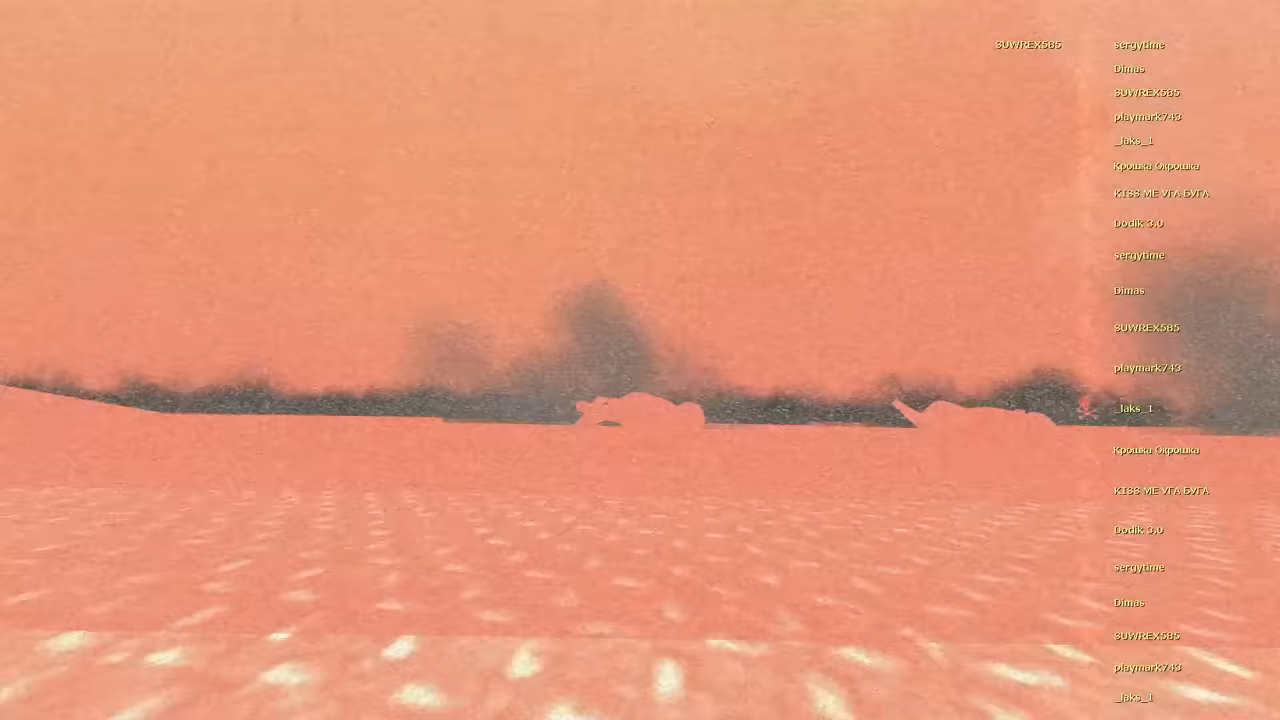 SUWREX585
sergytime
Dimas
SUWREX585
playmark743
_laks_1
Крошка Окрошка
KISS ME УГА БУГА
Dodik 3.0
sergytime
Dimas
SUWREX585
playmark743
_laks_1
Крошка Окрошка
KISS ME УГА БУГА
Dodik 3.0
sergytime
Dimas
SUWREX585
playmark743
_laks_1